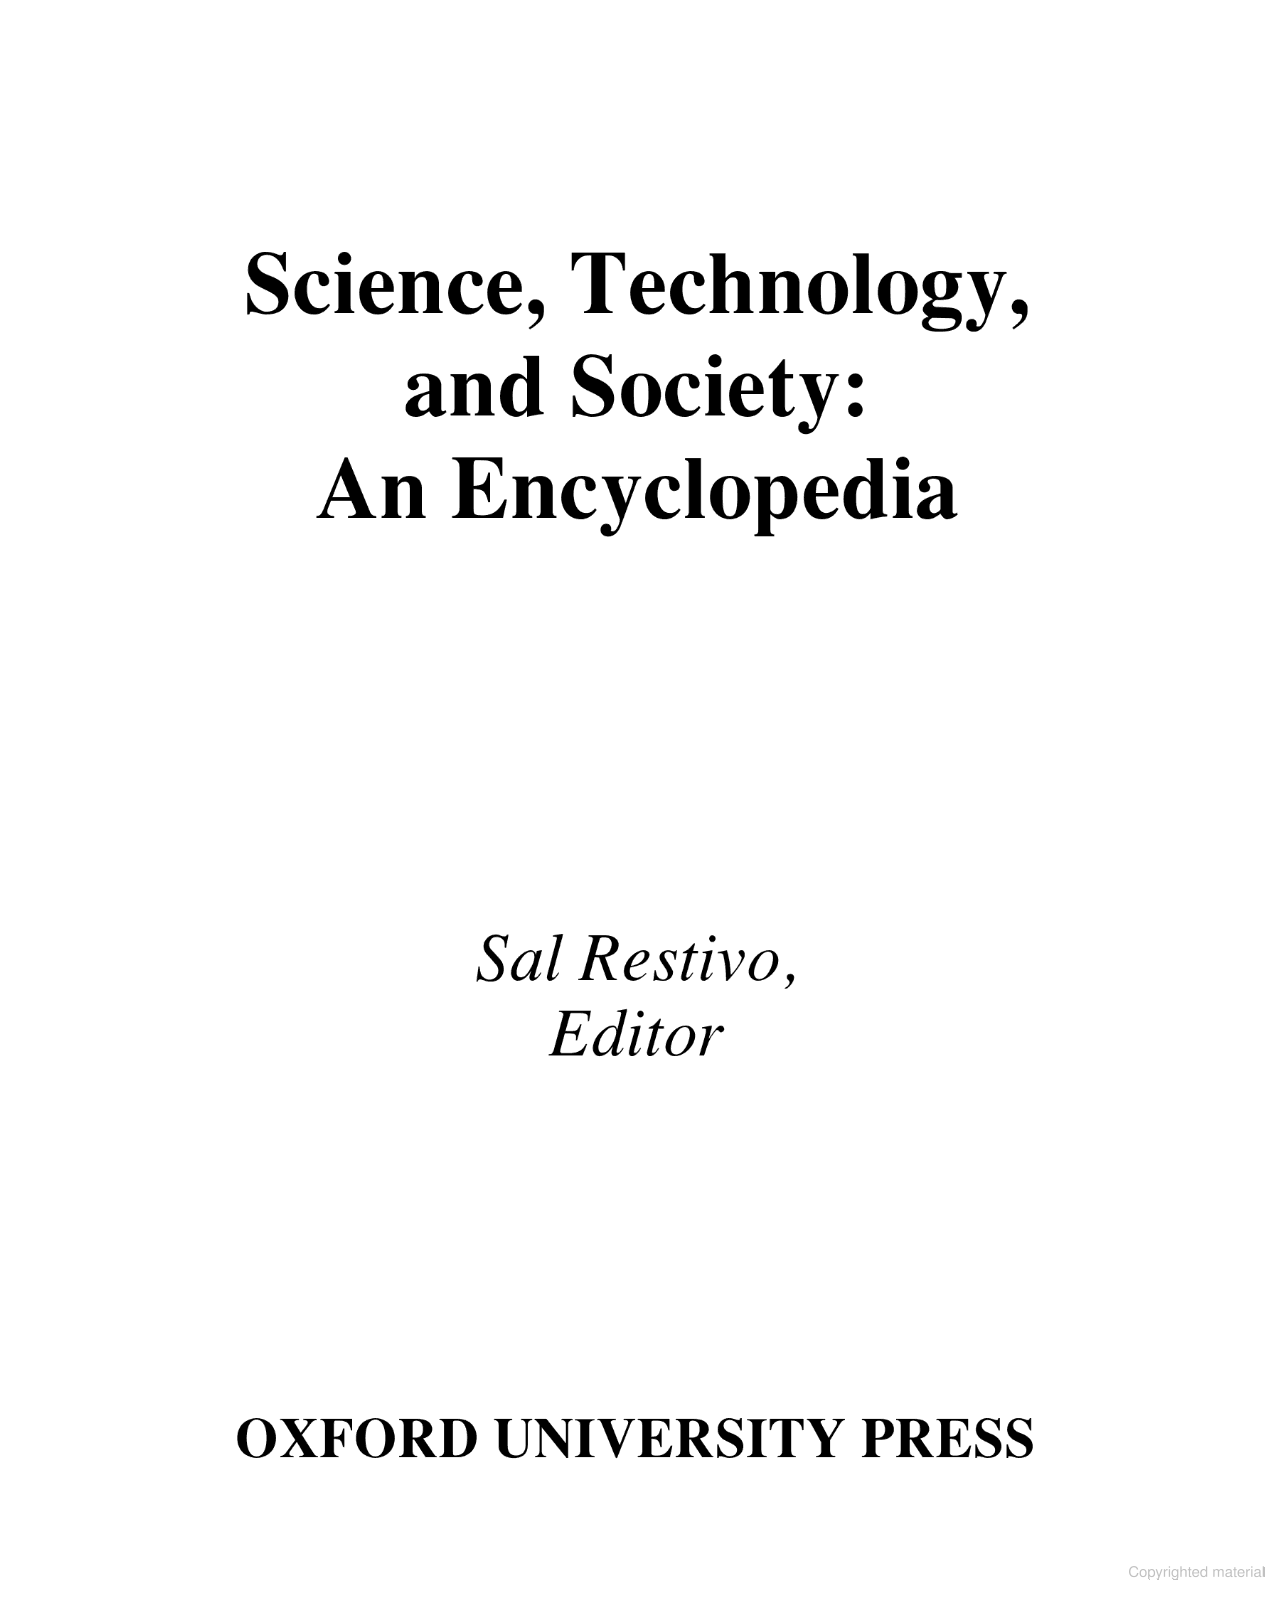 Science, Technology,
and Society:
An Encyclopedia
Sal Restivo,
Editor
OXFORD UNIVERSITY PRESS
Copyrighted material